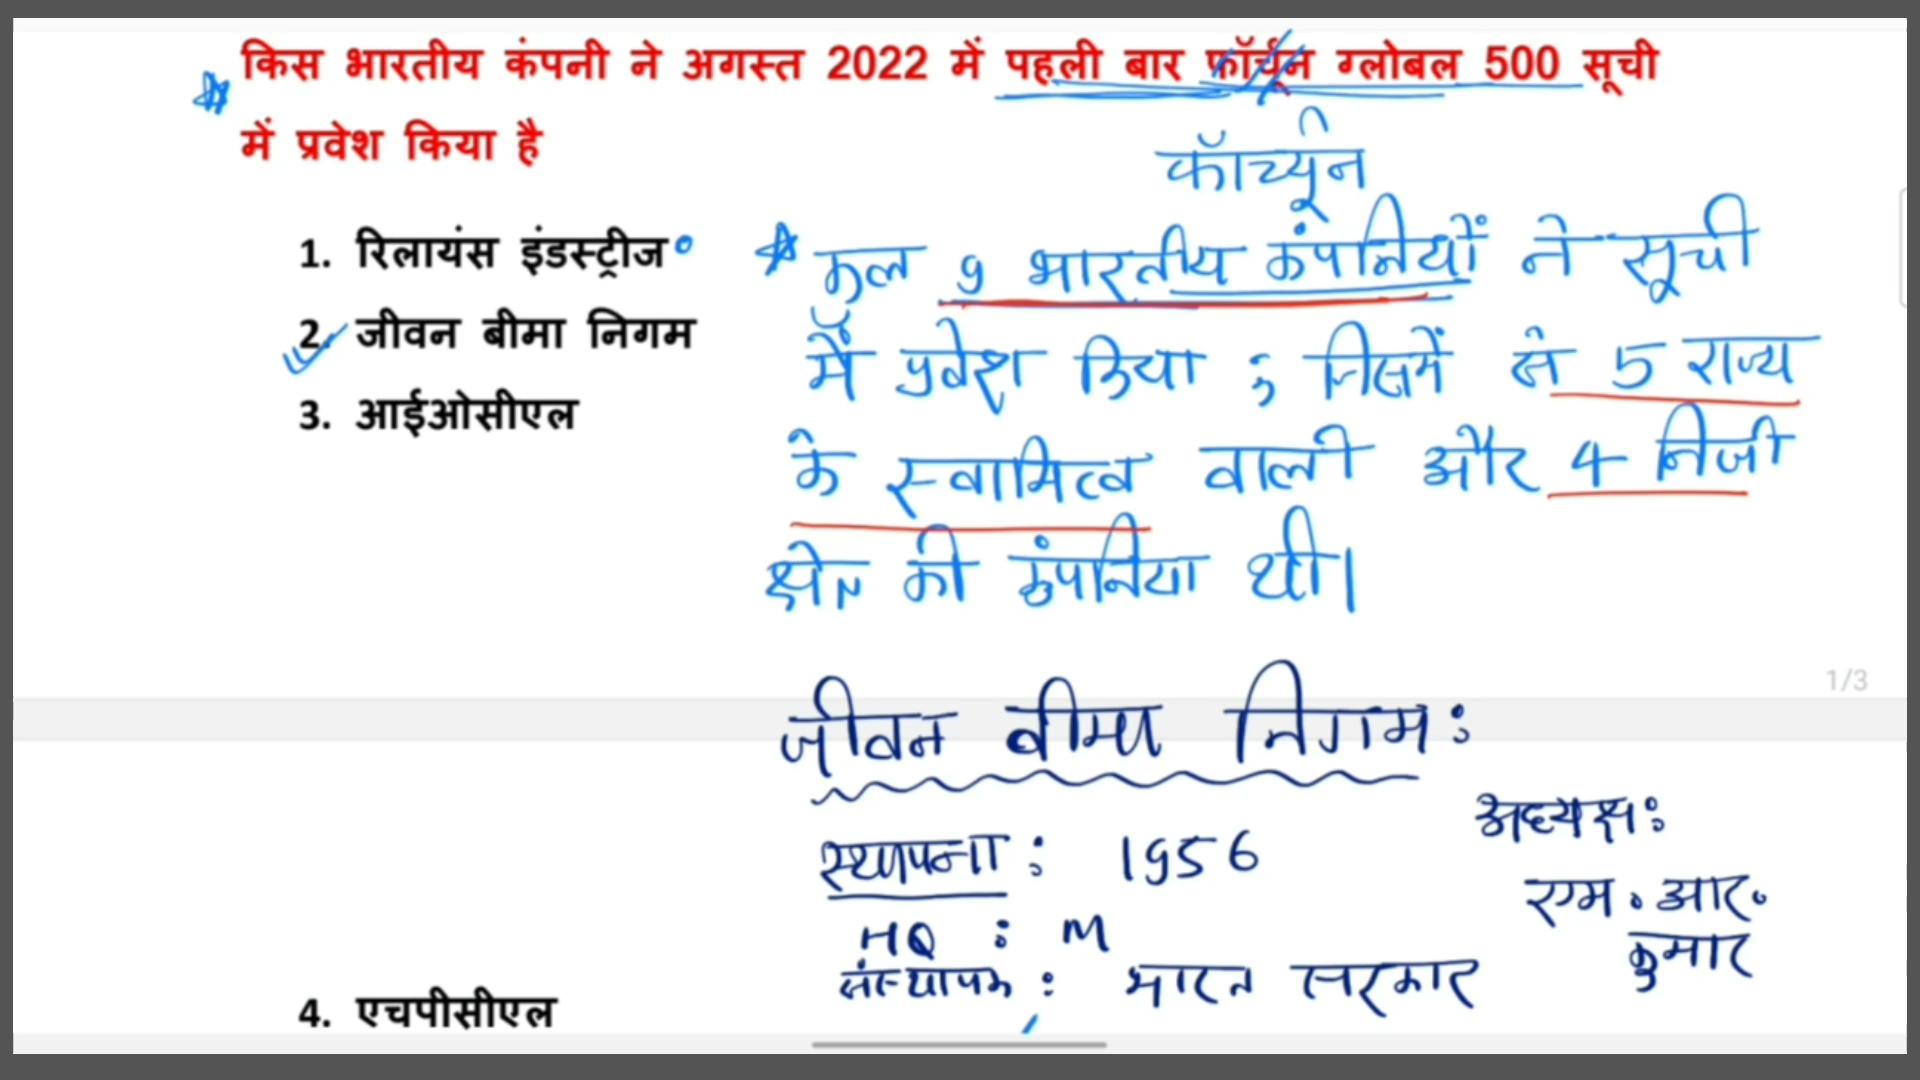 किस भारतीय कंपनी ने अगस्त 2022 में पहली बार फॉर्चून ग्लोबल 500 सूची
में प्रवेश किया है
फॉर्च्यून
1. रिलायंस इंडस्ट्रीज
2. जीवन बीमा निगम
3. आईओसीएल
कुल 9 भारतीय कंपनियों ने सूची
में प्रवेश किया ; जिसमें से 5 राज्य
के स्वामित्व वाली और 4 निजी
क्षेत्र की कंपनिया थी।
1/3
जीवन बीमा निगम :
स्थापना : 1956
HQ : M
संस्थापक : भारत सरकार
अध्यक्ष :
एम. आर.
कुमार
4. एचपीसीएल